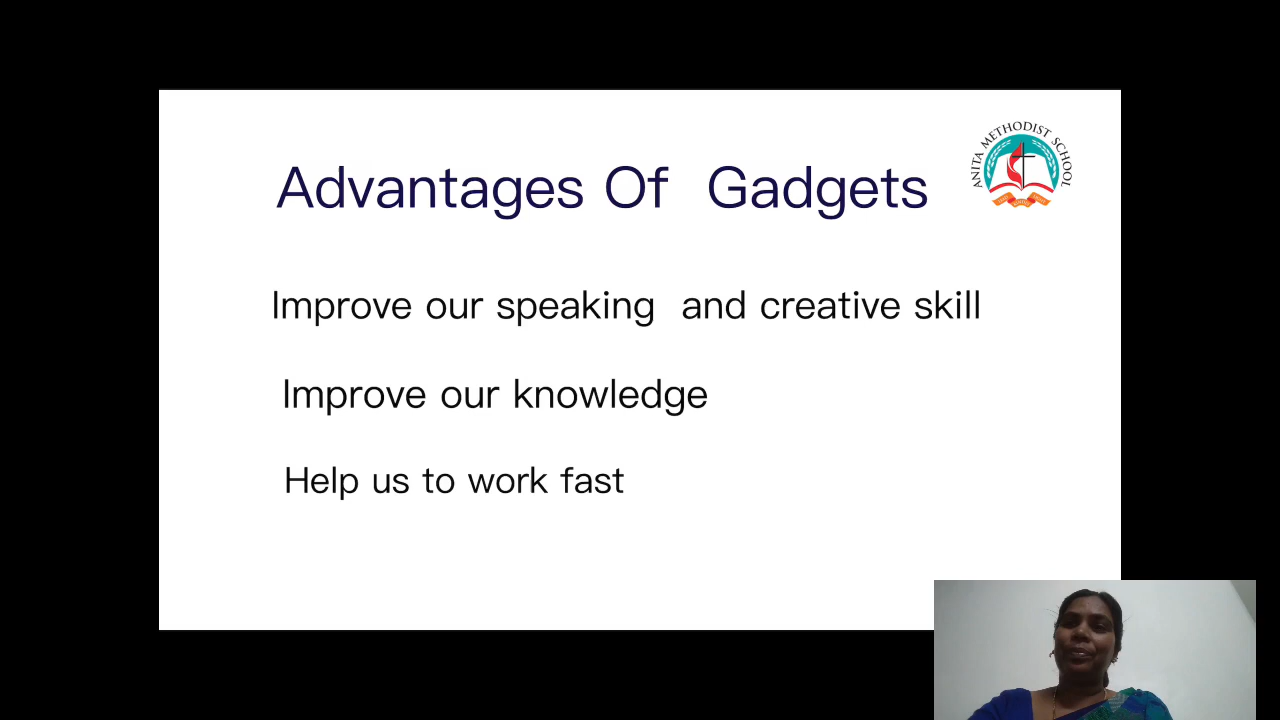 Advantages Of Gadgets
ANITA METHODIST SCHOOL
Improve our speaking and creative skill
Improve our knowledge
Help us to work fast